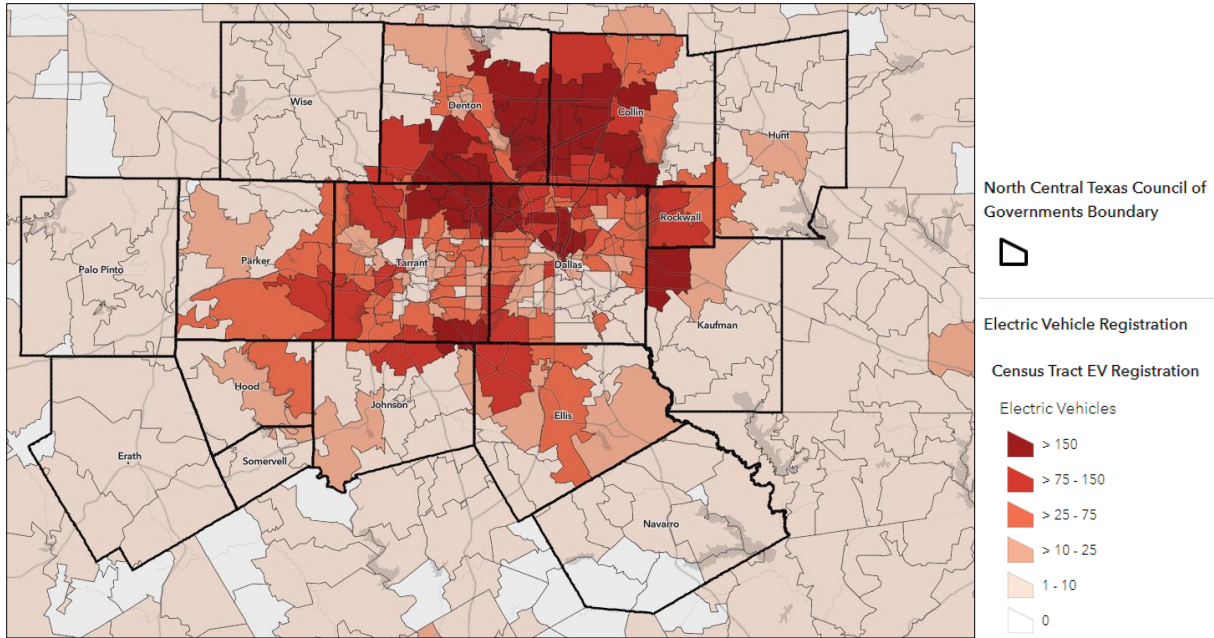 Wise
Denton
Collin
Hunt
Palo Pinto
Parker
Tarrant
Dallas
Rockwall
Kaufman
Hood
Johnson
Ellis
Erath
Somervell
Navarro
North Central Texas Council of
Governments Boundary
Electric Vehicle Registration
Census Tract EV Registration
Electric Vehicles
> 150
> 75 - 150
> 25 - 75
> 10 - 25
1 - 10
0